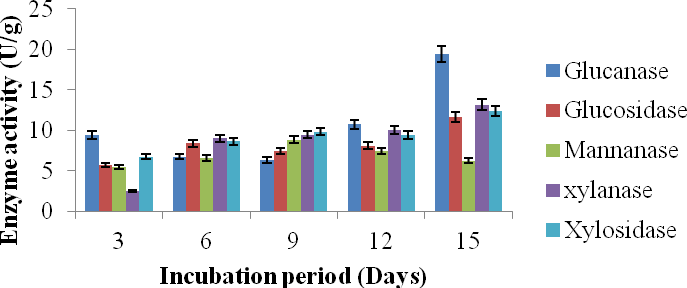 Enzyme activity (U/g)
25
20
15
10
5
0
3 6 9 12 15
Incubation period (Days)
Glucanase
Glucosidase
Mannanase
xylanase
Xylosidase